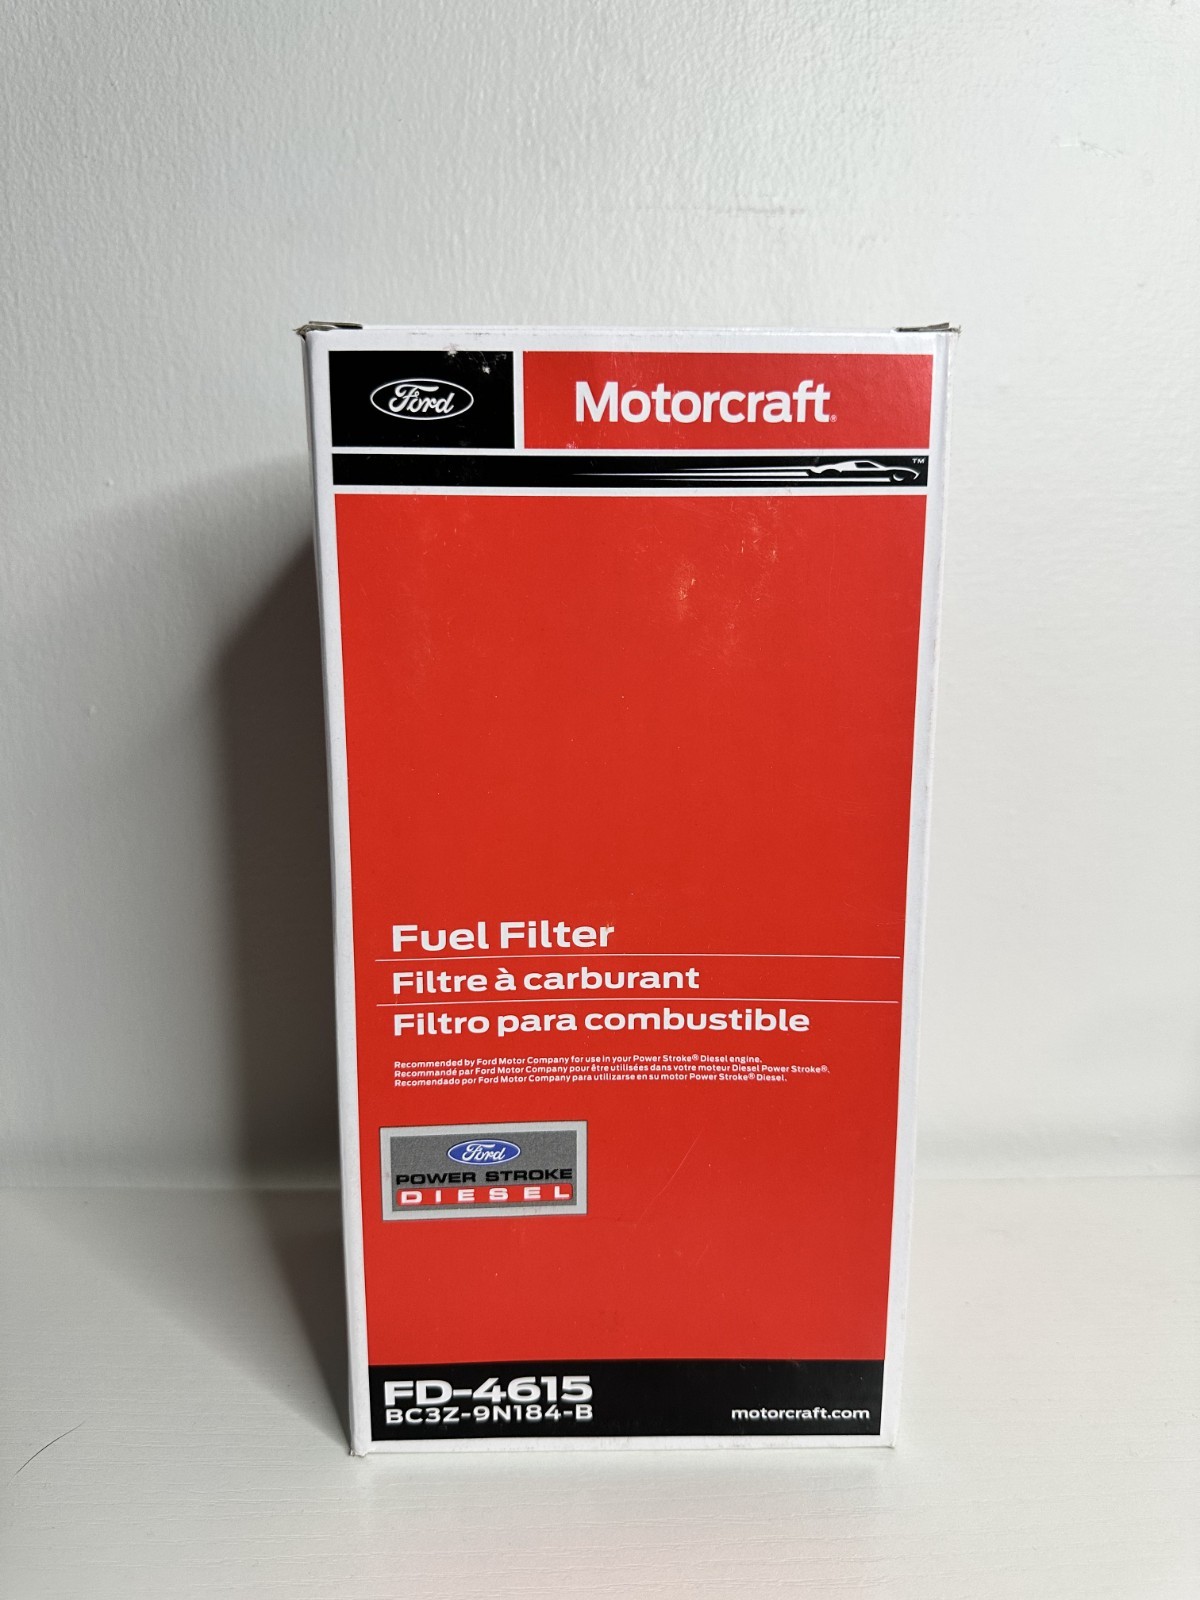 Ford
Motorcraft®
™
Fuel Filter
Filtre à carburant
Filtro para combustible
Recommended by Ford Motor Company for use in your Power Stroke® Diesel engine.
Recommandé par Ford Motor Company pour être utilisées dans votre moteur Diesel Power Stroke®.
Recomendado por Ford Motor Company para utilizarse en su motor Power Stroke® Diesel.
Ford
POWER STROKE
DIESEL
FD-4615
BC3Z-9N184-B
motorcraft.com